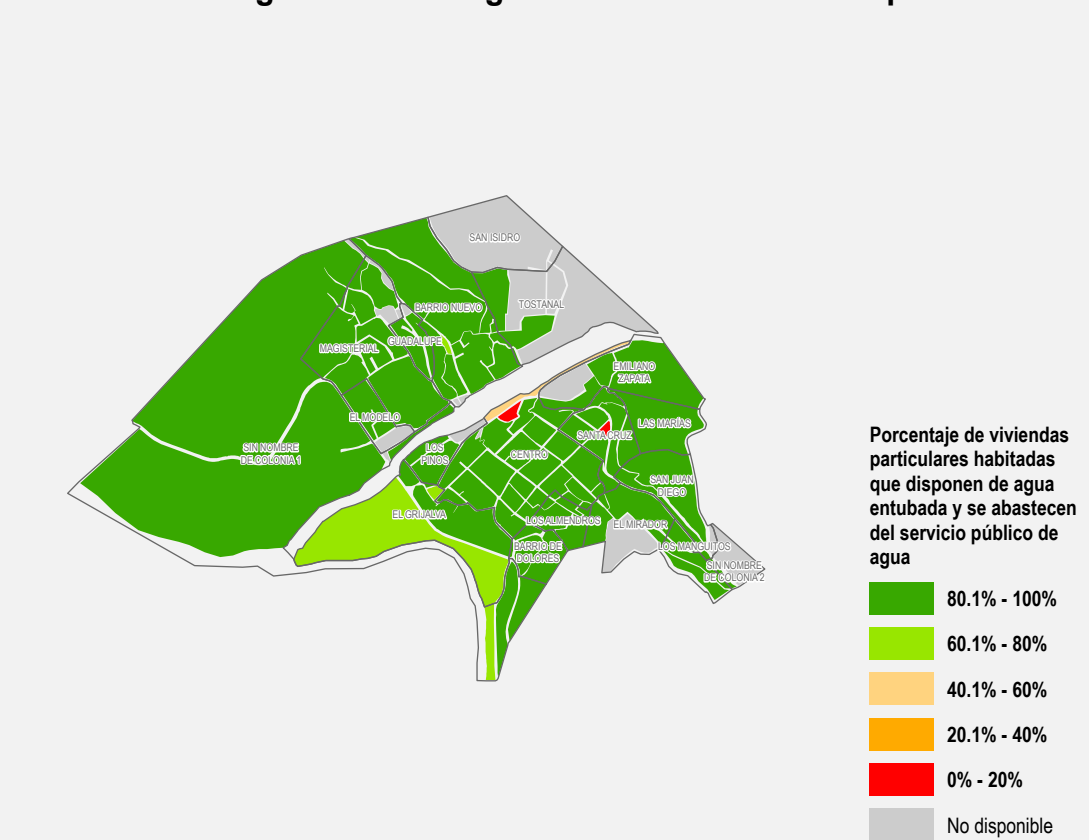 SAN ISIDRO
TOSTANAL
BARRIO NUEVO
GUADALUPE
MAGISTERIAL
EMILIANO
ZAPATA
EL MODELO
LAS MARÍAS
SANTA CRUZ
SIN NOMBRE
DE COLONIA 1
LOS
PINOS
CENTRO
SAN JUAN
DIEGO
EL GRIJALVA
LOS ALMENDROS
EL MIRADOR
BARRIO DE
DOLORES
LOS MANGUITOS
SIN NOMBRE
DE COLONIA 2
Porcentaje de viviendas
particulares habitadas
que disponen de agua
entubada y se abastecen
del servicio público de
agua
80.1% - 100%
60.1% - 80%
40.1% - 60%
20.1% - 40%
0% - 20%
No disponible